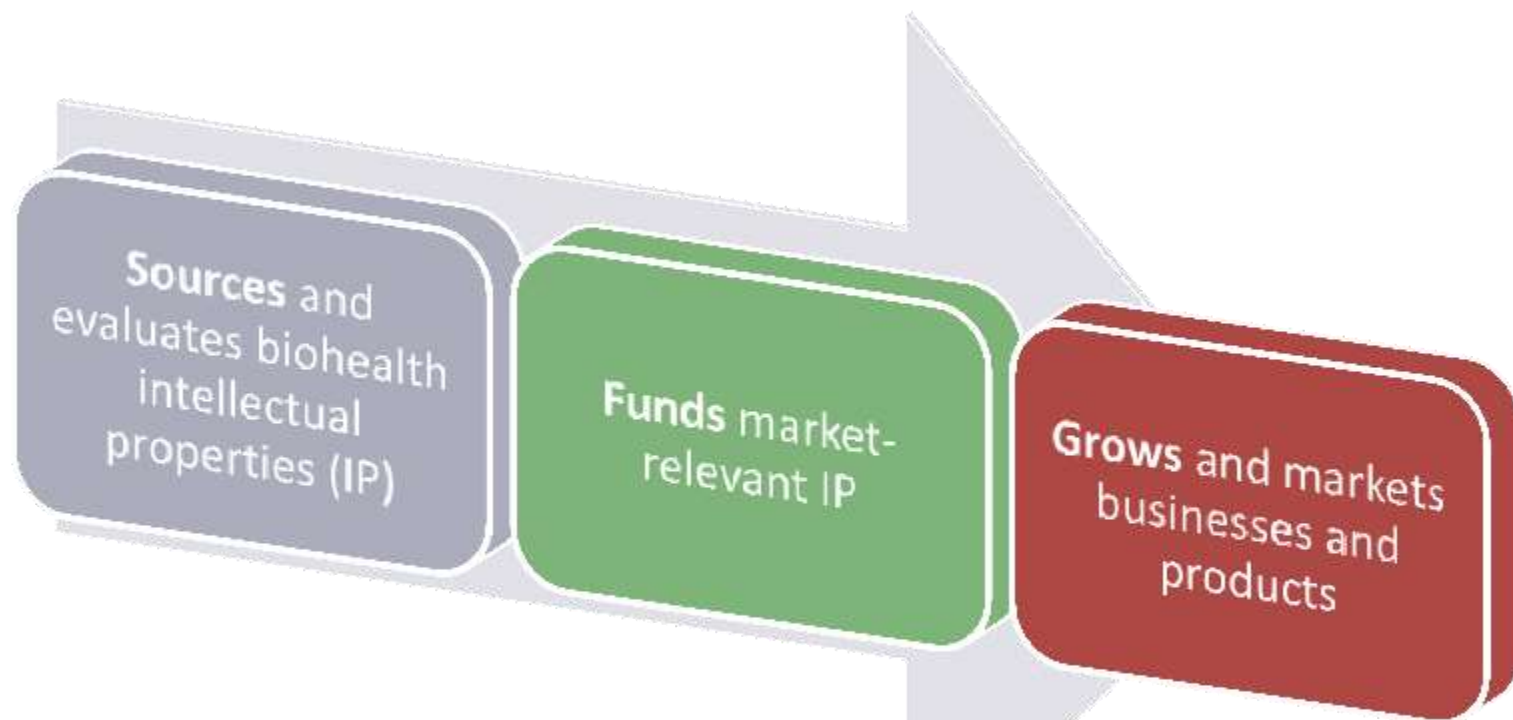 Sources and
evaluates biohealth
intellectual
properties (IP)
Funds market-
relevant IP
Grows and markets
businesses and
products